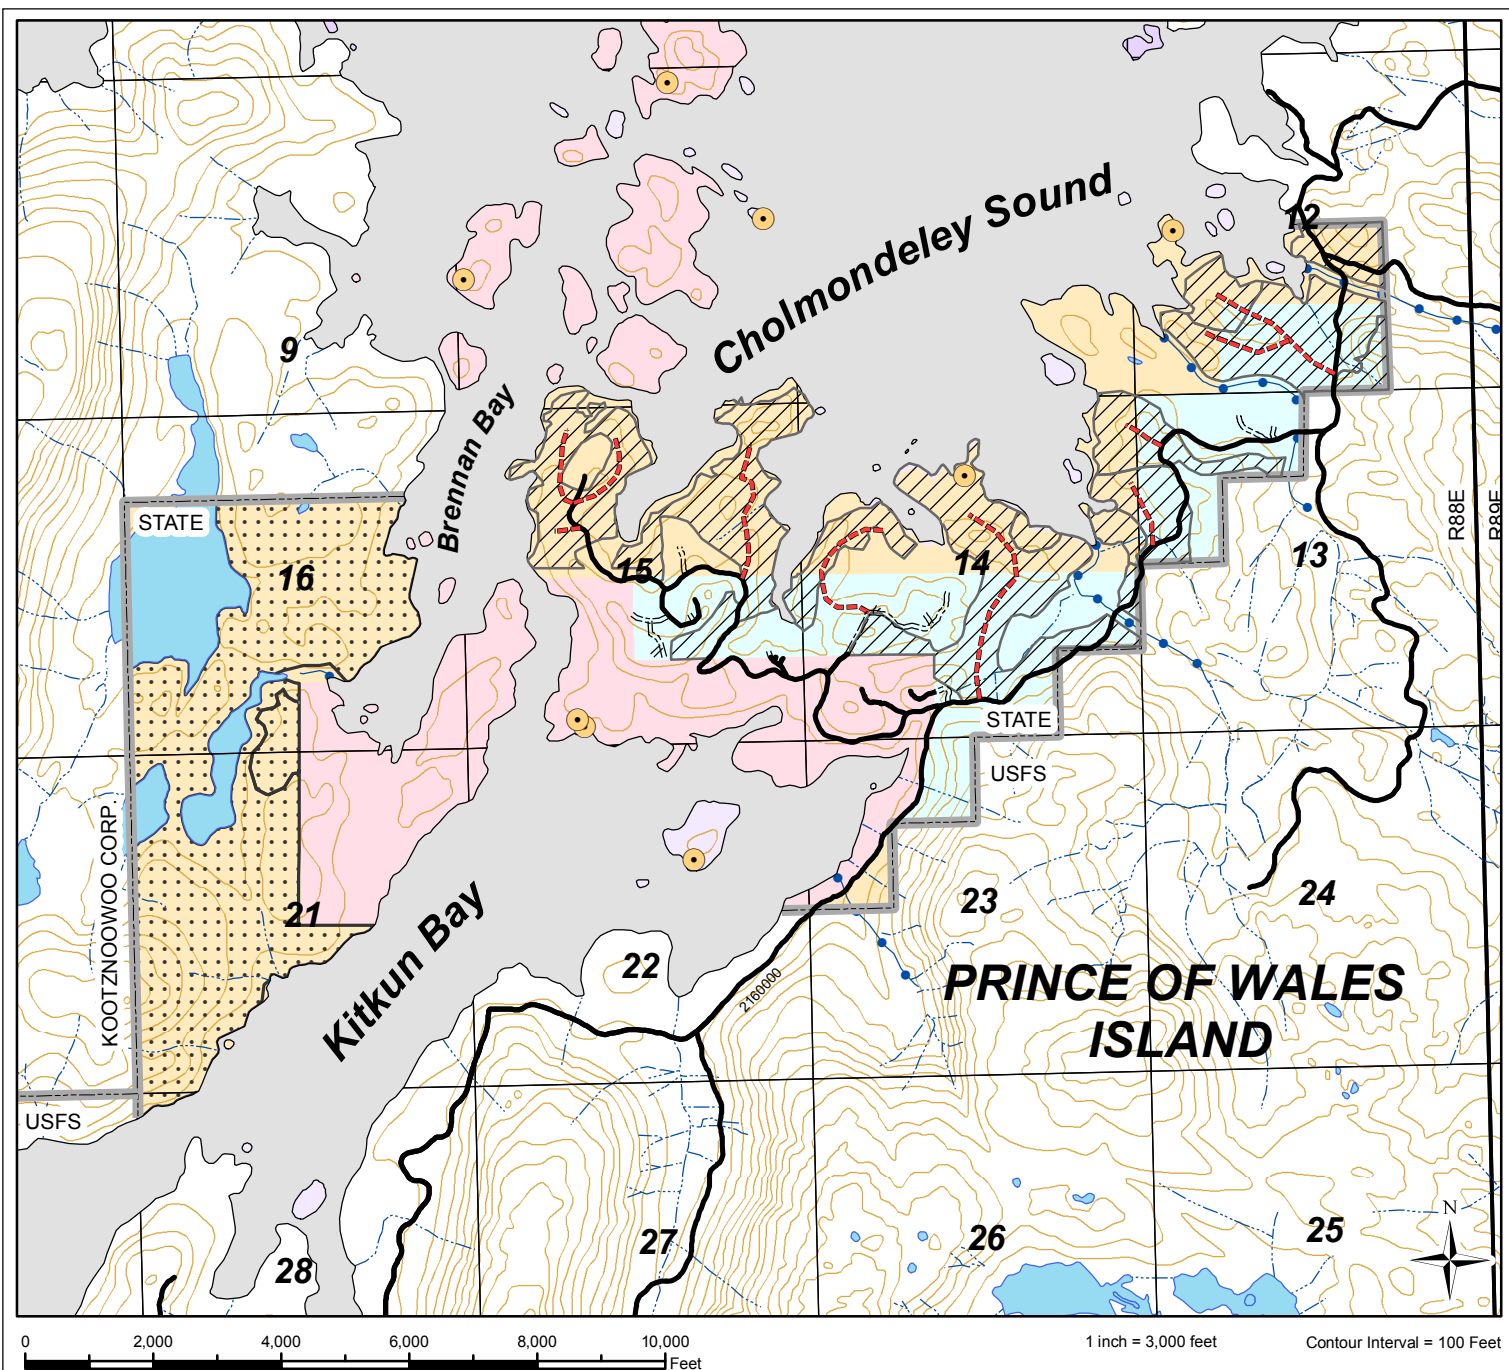 Cholmondeley Sound
12
9
Brennan Bay
STATE
R88E
R89E
16
15
14
13
STATE
USFS
KOOTZNOOWOO CORP
21
23
24
Kitkun Bay
22
2160000
PRINCE OF WALES
ISLAND
USFS
N
27
26
25
28
0 2,000 4,000 6,000 8,000 10,000
Feet
1 inch = 3,000 feet
Contour Interval = 100 Feet